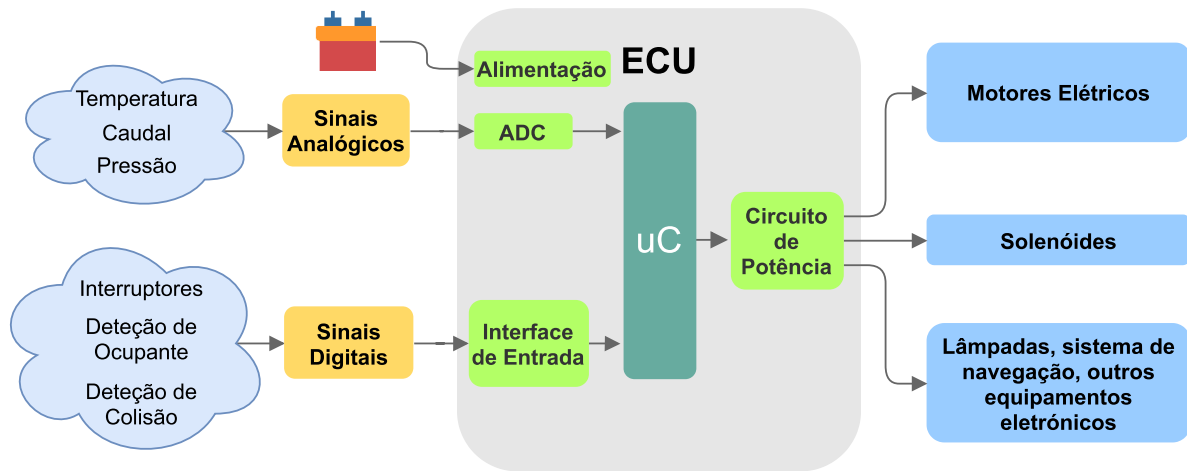 Temperatura
Caudal
Pressão
Sinais
Analógicos
Alimentação
ECU
ADC
uC
Circuito
de
Potência
Motores Elétricos
Solenóides
Interruptores
Deteção de
Ocupante
Deteção de
Colisão
Sinais
Digitais
Interface
de Entrada
Lâmpadas, sistema de
navegação, outros
equipamentos
eletrónicos